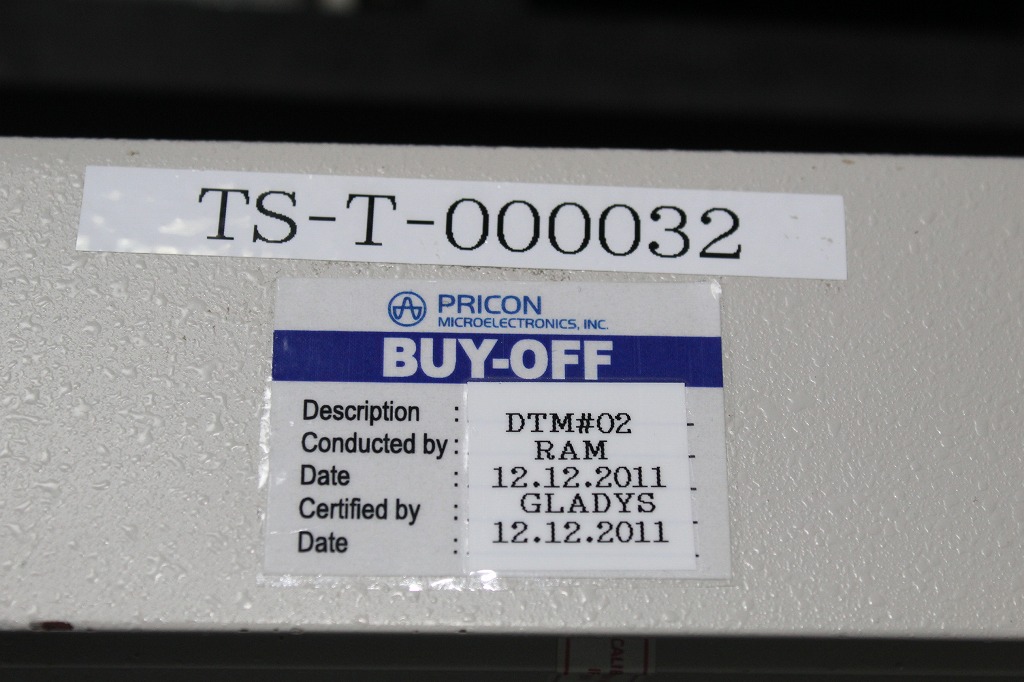 TS-T-000032
PRICON
MICROELECTRONICS, INC.
BUY-OFF
Description : DTM#02
Conducted by : RAM
Date : 12.12.2011
Certified by : GLADYS
Date : 12.12.2011